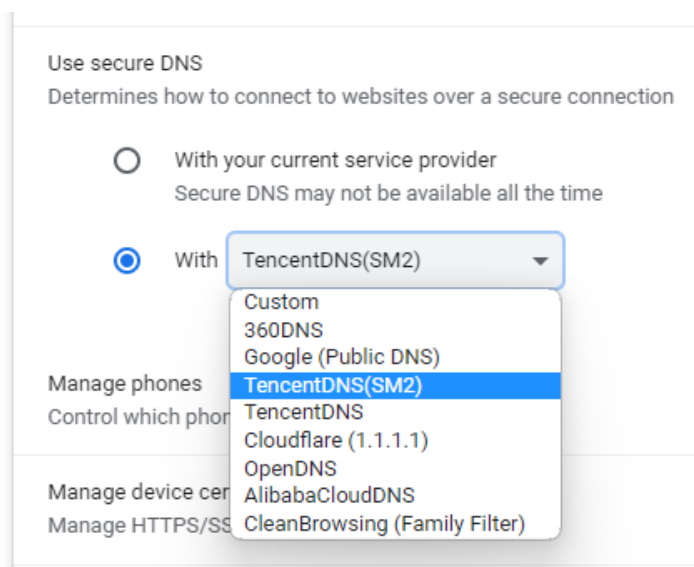 Use secure DNS
Determines how to connect to websites over a secure connection
With your current service provider
Secure DNS may not be available all the time
With TencentDNS(SM2)
Custom
360DNS
Google (Public DNS)
TencentDNS(SM2)
TencentDNS
Cloudflare (1.1.1.1)
OpenDNS
AlibabaCloudDNS
CleanBrowsing (Family Filter)
Manage phones
Control which phon
Manage device cer
Manage HTTPS/SS